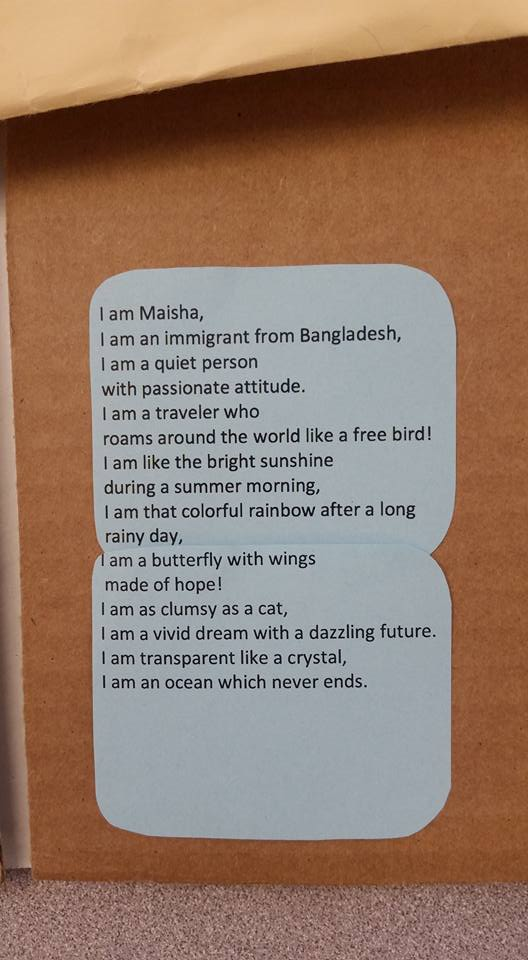 I am Maisha,
I am an immigrant from Bangladesh,
I am a quiet person
with passionate attitude.
I am a traveler who
roams around the world like a free bird!
I am like the bright sunshine
during a summer morning,
I am that colorful rainbow after a long
rainy day,
I am a butterfly with wings
made of hope!
I am as clumsy as a cat,
I am a vivid dream with a dazzling future.
I am transparent like a crystal,
I am an ocean which never ends.